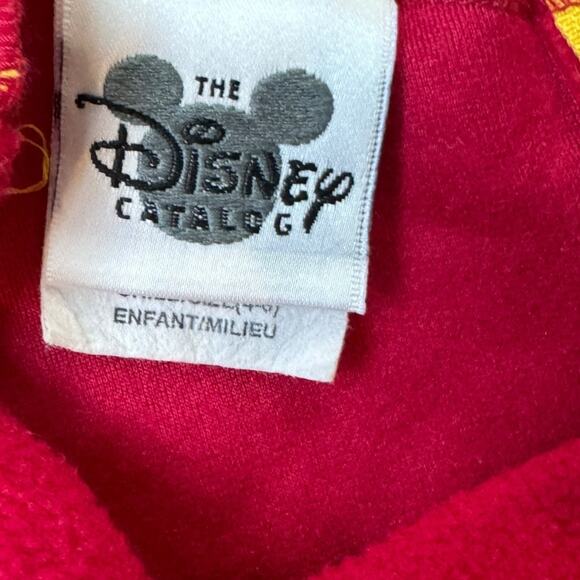 THE
Disney
CATALOG
ENFANT/MILIEU